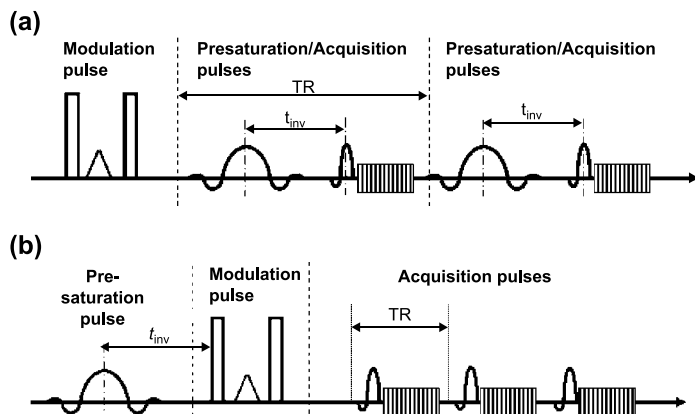 (a)
Modulation
pulse
Presaturation/Acquisition
pulses
Presaturation/Acquisition
pulses
TR
tinv
tinv
(b)
Pre-
saturation
pulse
Modulation
pulse
Acquisition pulses
tinv
TR